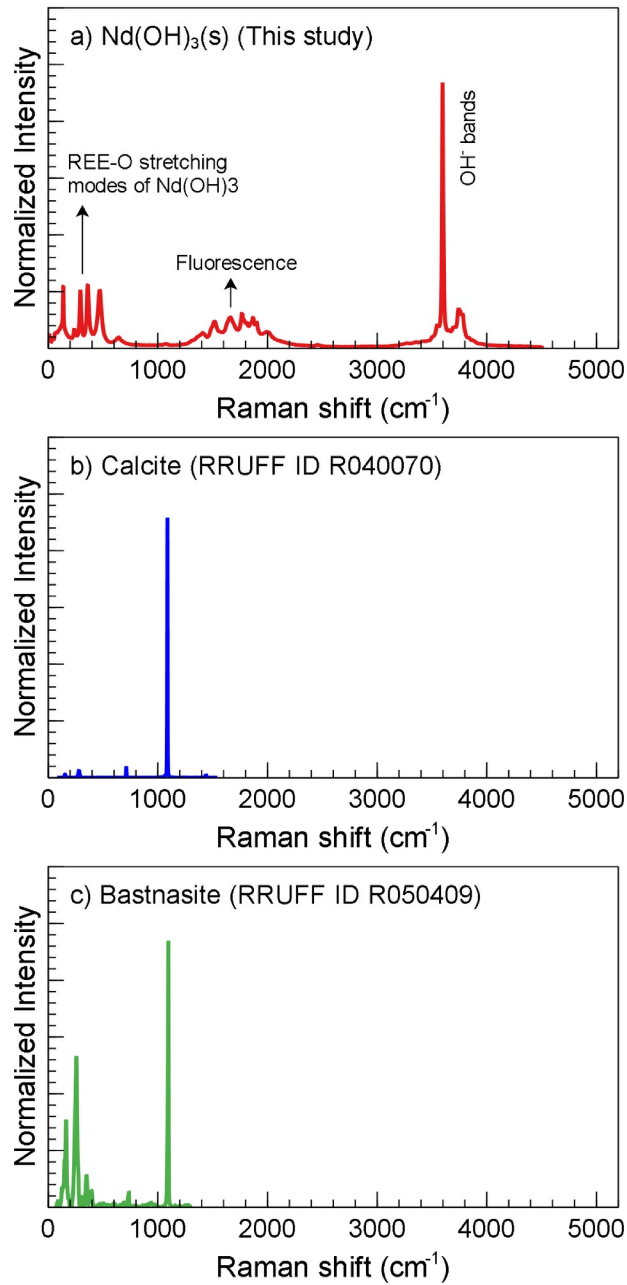 a) Nd(OH)₃(s) (This study)
Normalized Intensity
REE-O stretching
modes of Nd(OH)3
Fluorescence
OH⁻ bands
0 1000 2000 3000 4000 5000
Raman shift (cm⁻¹)
b) Calcite (RRUFF ID R040070)
Normalized Intensity
0 1000 2000 3000 4000 5000
Raman shift (cm⁻¹)
c) Bastnasite (RRUFF ID R050409)
Normalized Intensity
0 1000 2000 3000 4000 5000
Raman shift (cm⁻¹)